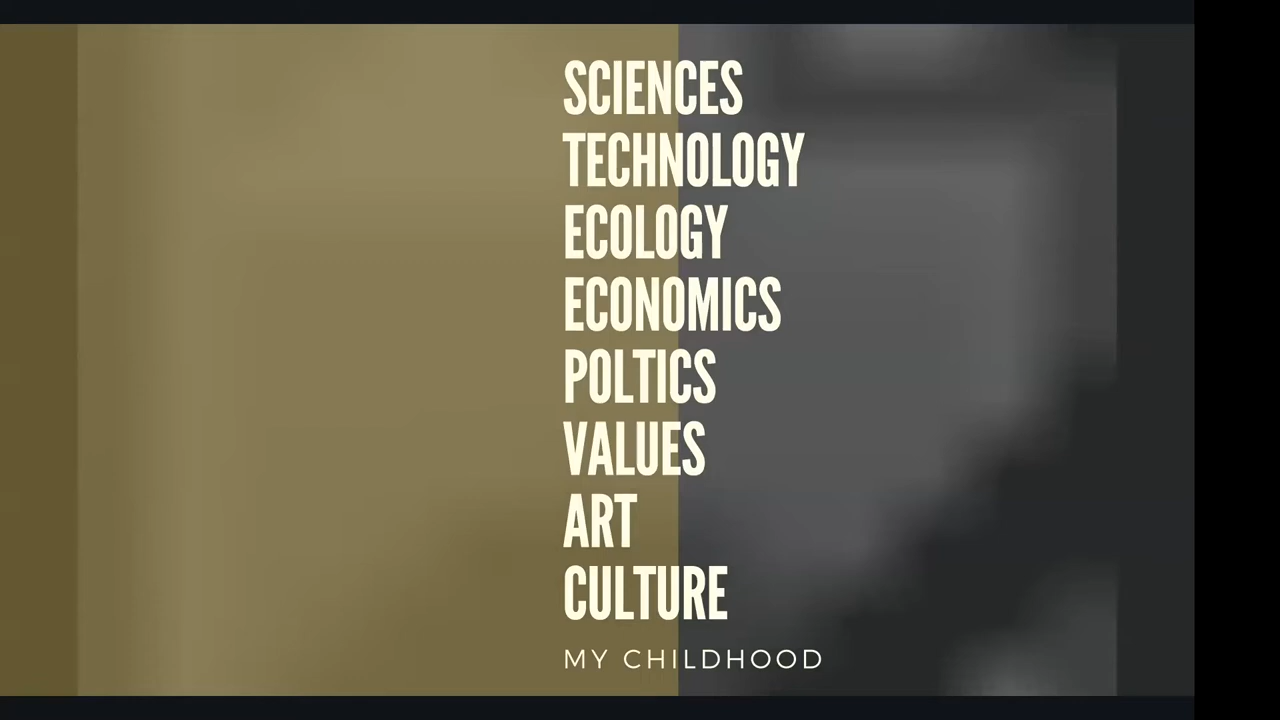 SCIENCES
TECHNOLOGY
ECOLOGY
ECONOMICS
POLTICS
VALUES
ART
CULTURE
MY CHILDHOOD